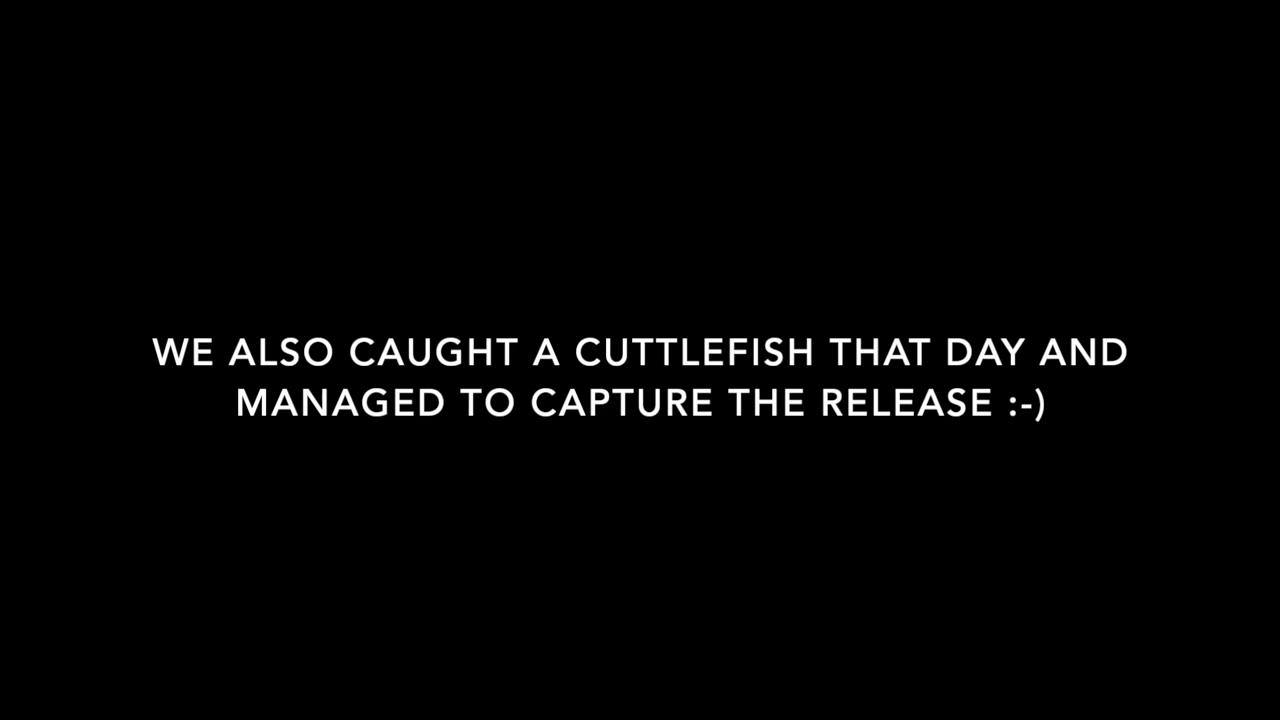 WE ALSO CAUGHT A CUTTLEFISH THAT DAY AND
MANAGED TO CAPTURE THE RELEASE :-)